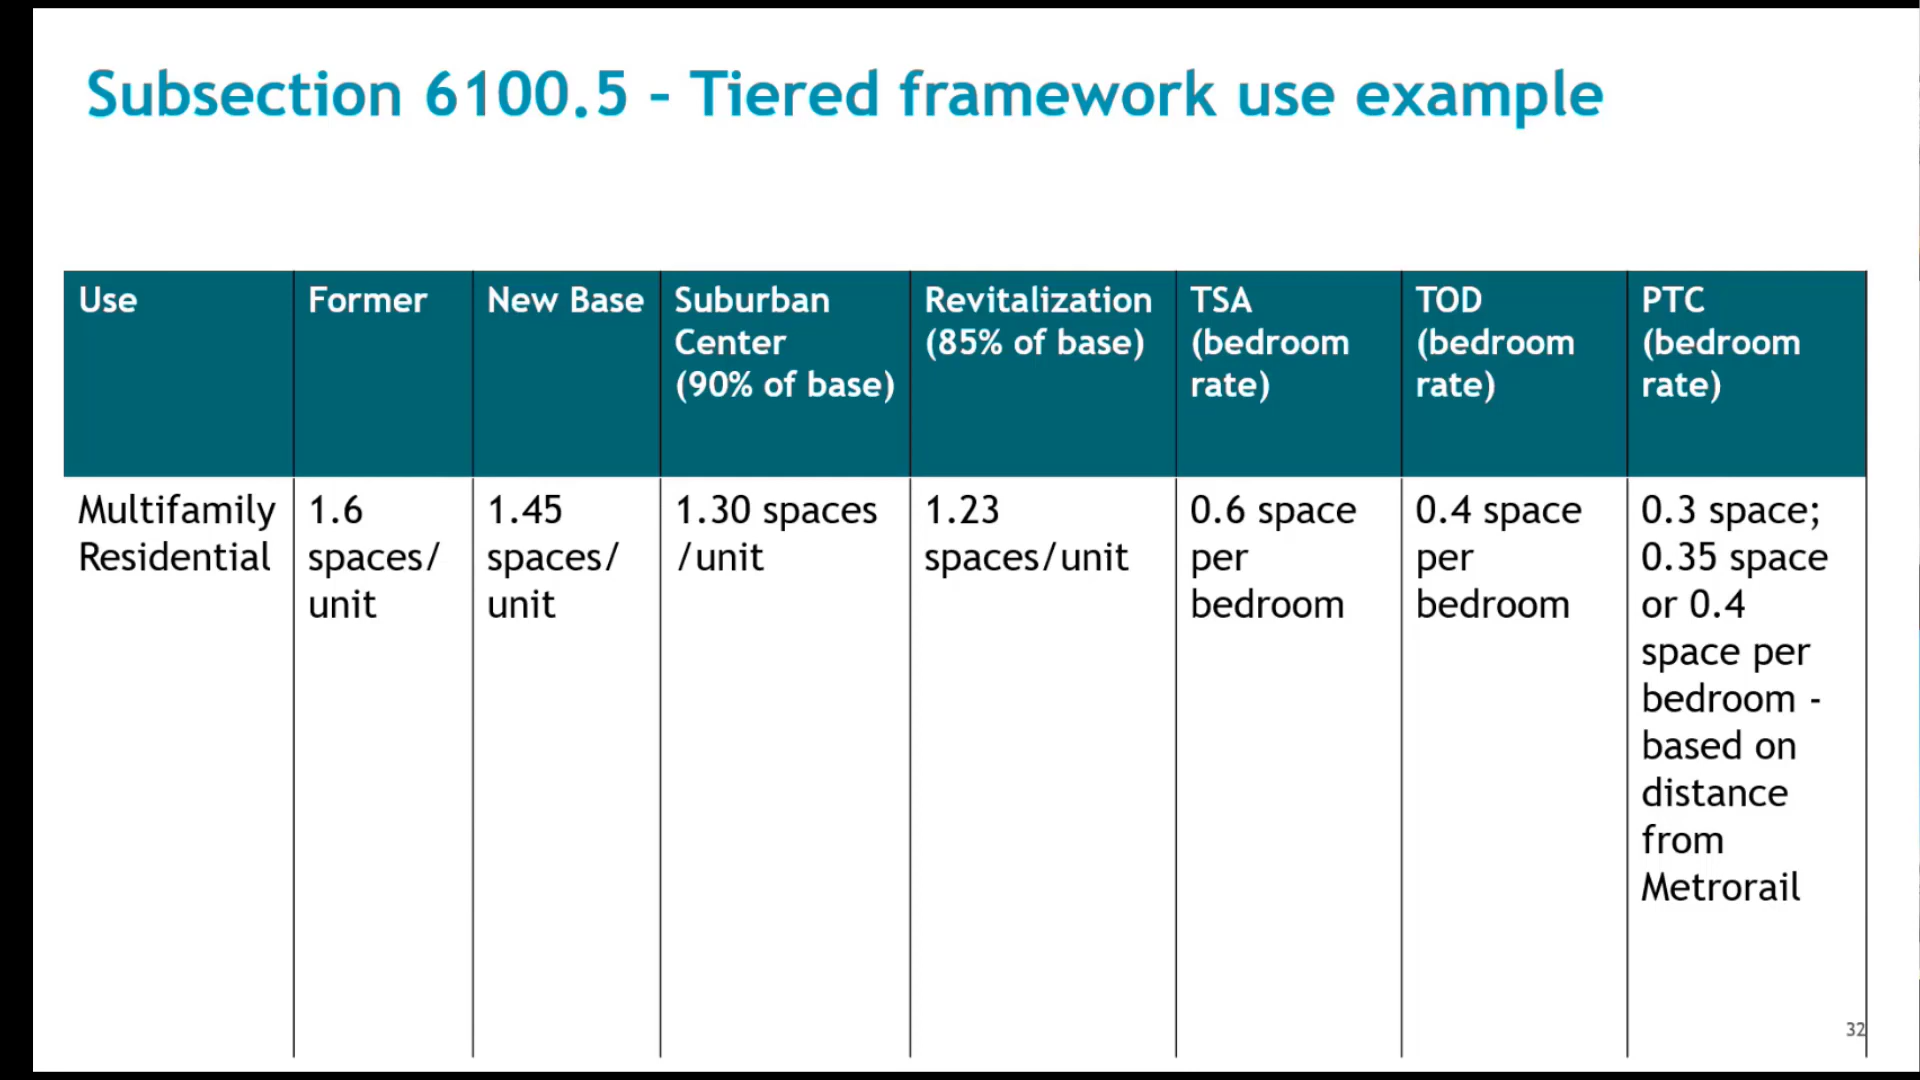 Subsection 6100.5 – Tiered framework use example
Use
Former
New Base
Suburban
Center
(90% of base)
Revitalization
(85% of base)
TSA
(bedroom
rate)
TOD
(bedroom
rate)
PTC
(bedroom
rate)
Multifamily
Residential
1.6
spaces/
unit
1.45
spaces/
unit
1.30 spaces
/unit
1.23
spaces/unit
0.6 space
per
bedroom
0.4 space
per
bedroom
0.3 space;
0.35 space
or 0.4
space per
bedroom -
based on
distance
from
Metrorail
32